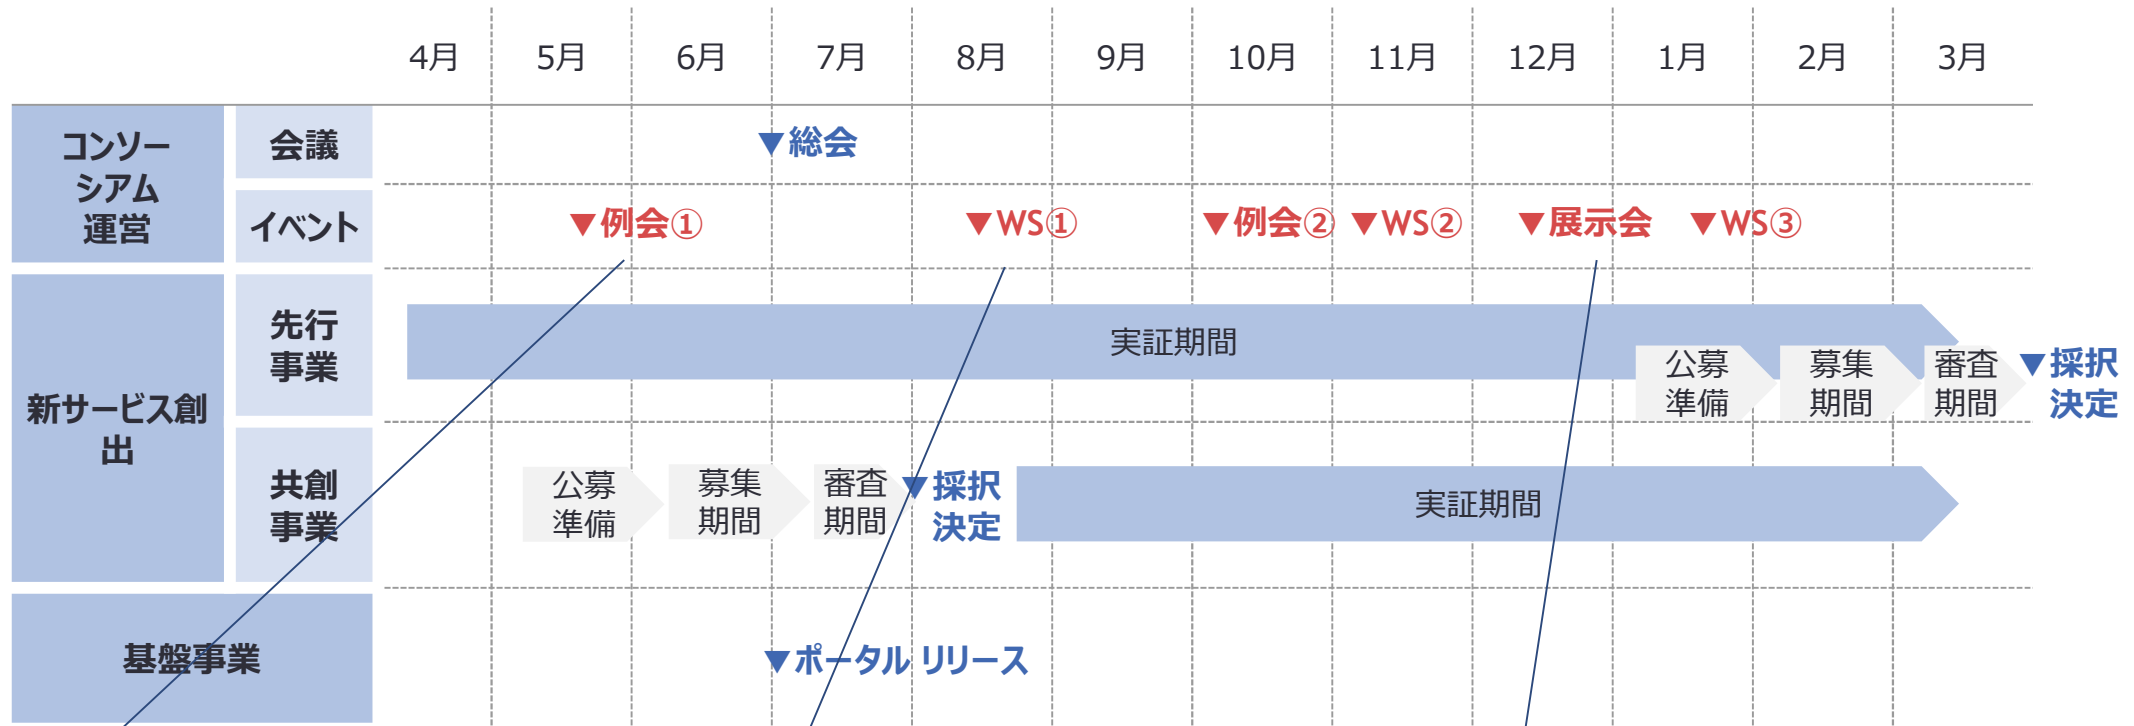 4月 5月 6月 7月 8月 9月 10月 11月 12月 1月 2月 3月
コンソー
シアム
運営
会議
▼総会
イベント
▼例会① ▼WS① ▼例会② ▼WS② ▼展示会 ▼WS③
新サービス創
出
先行
事業
実証期間
公募
準備
募集
期間
審査
期間
▼採択
決定
共創
事業
公募
準備
募集
期間
審査
期間
▼採択
決定
実証期間
基盤事業
▼ポータル リリース